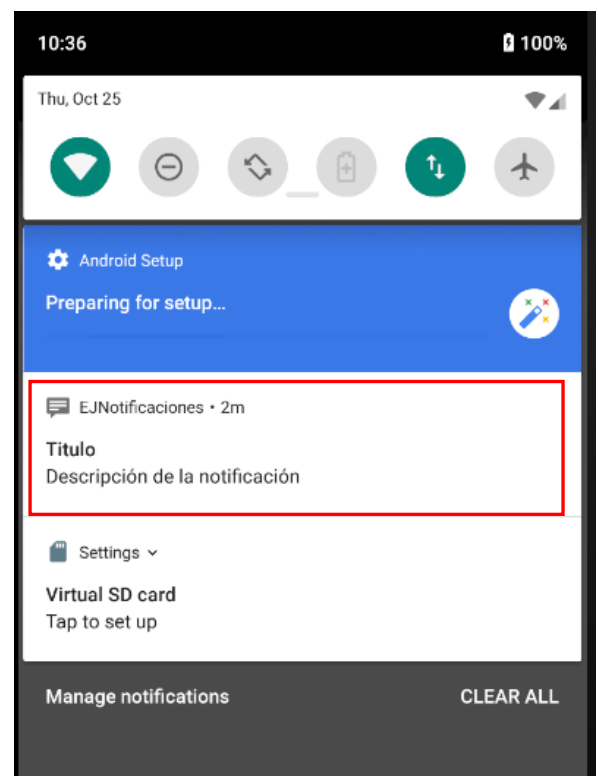 10:36 100%
Thu, Oct 25
Android Setup
Preparing for setup...
EJNotificaciones • 2m
Titulo
Descripción de la notificación
Settings
Virtual SD card
Tap to set up
Manage notifications CLEAR ALL